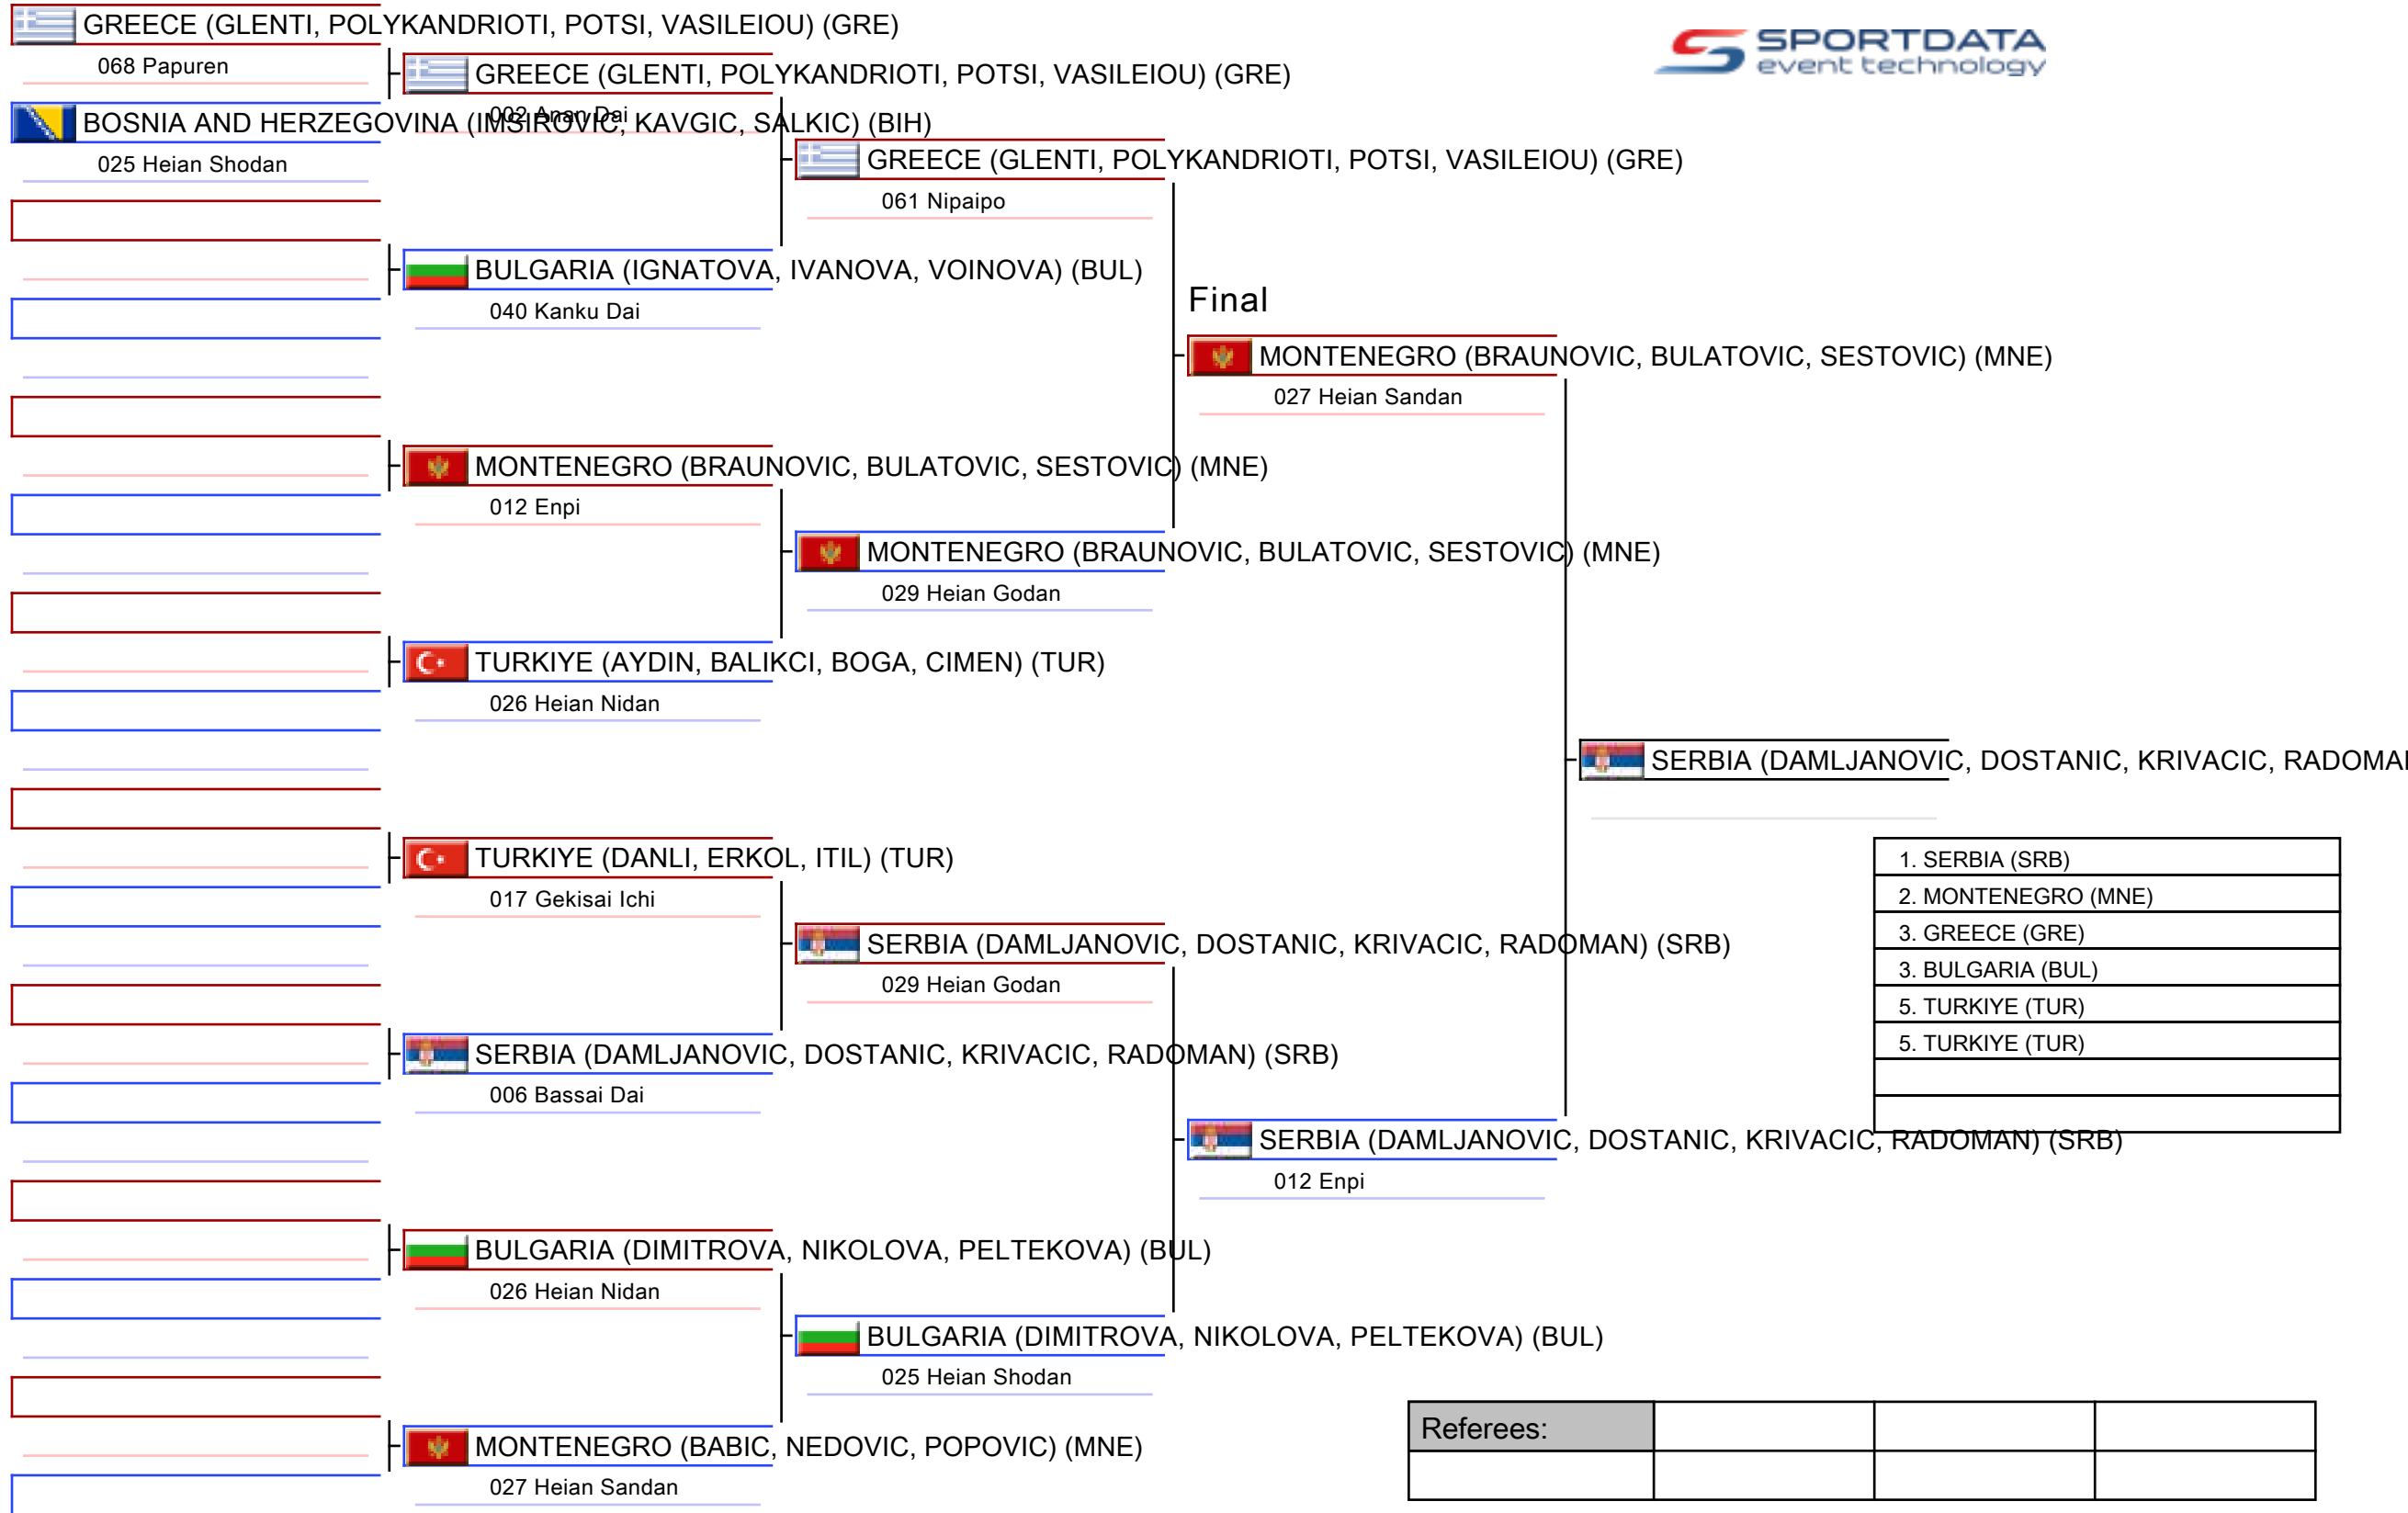 GREECE (GLENTI, POLYKANDRIOTI, POTSI, VASILEIOU) (GRE)
068 Papuren
BOSNIA AND HERZEGOVINA (IMSIROVIC, KAVGIC, SALKIC) (BIH)
025 Heian Shodan
GREECE (GLENTI, POLYKANDRIOTI, POTSI, VASILEIOU) (GRE)
002 Anan Dai
BULGARIA (IGNATOVA, IVANOVA, VOINOVA) (BUL)
040 Kanku Dai
MONTENEGRO (BRAUNOVIC, BULATOVIC, SESTOVIC) (MNE)
012 Enpi
TURKIYE (AYDIN, BALIKCI, BOGA, CIMEN) (TUR)
026 Heian Nidan
TURKIYE (DANLI, ERKOL, ITIL) (TUR)
017 Gekisai Ichi
SERBIA (DAMLJANOVIC, DOSTANIC, KRIVACIC, RADOMAN) (SRB)
006 Bassai Dai
BULGARIA (DIMITROVA, NIKOLOVA, PELTEKOVA) (BUL)
026 Heian Nidan
MONTENEGRO (BABIC, NEDOVIC, POPOVIC) (MNE)
027 Heian Sandan
GREECE (GLENTI, POLYKANDRIOTI, POTSI, VASILEIOU) (GRE)
061 Nipaipo
MONTENEGRO (BRAUNOVIC, BULATOVIC, SESTOVIC) (MNE)
029 Heian Godan
SERBIA (DAMLJANOVIC, DOSTANIC, KRIVACIC, RADOMAN) (SRB)
029 Heian Godan
BULGARIA (DIMITROVA, NIKOLOVA, PELTEKOVA) (BUL)
025 Heian Shodan
Final
MONTENEGRO (BRAUNOVIC, BULATOVIC, SESTOVIC) (MNE)
027 Heian Sandan
SERBIA (DAMLJANOVIC, DOSTANIC, KRIVACIC, RADOMAN) (SRB)
012 Enpi
SPORTDATA
event technology
SERBIA (DAMLJANOVIC, DOSTANIC, KRIVACIC,
1. SERBIA (SRB)
2. MONTENEGRO (MNE)
3. GREECE (GRE)
3. BULGARIA (BUL)
5. TURKIYE (TUR)
5. TURKIYE (TUR)
Referees: